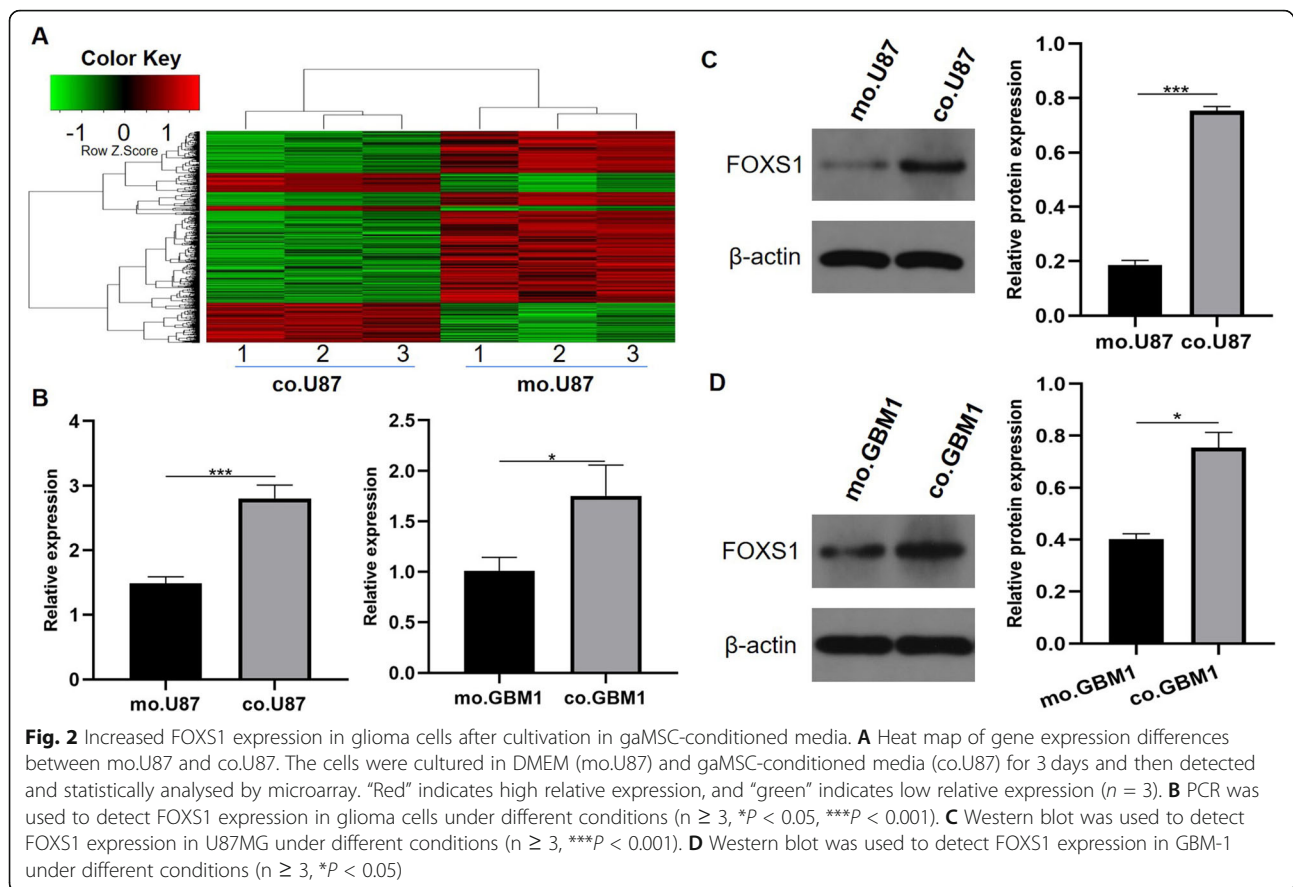 A
Color Key
-1 0 1
Row Z.Score
1 2 3 1 2 3
co.U87 mo.U87
B
Relative expression
4
3
2
1
0
***
mo.U87 co.U87
Relative expression
2.5
2.0
1.5
1.0
0.5
0.0
*
mo.GBM1 co.GBM1
C
mo.U87 co.U87
FOXS1
β-actin
Relative protein expression
1.0
0.8
0.6
0.4
0.2
0.0
***
mo.U87 co.U87
D
mo.GBM1 co.GBM1
FOXS1
β-actin
Relative protein expression
1.0
0.8
0.6
0.4
0.2
0.0
*
mo.GBM1 co.GBM1
Fig. 2 Increased FOXS1 expression in glioma cells after cultivation in gaMSC-conditioned media. A Heat map of gene expression differences
between mo.U87 and co.U87. The cells were cultured in DMEM (mo.U87) and gaMSC-conditioned media (co.U87) for 3 days and then detected
and statistically analysed by microarray. “Red” indicates high relative expression, and “green” indicates low relative expression (n = 3). B PCR was
used to detect FOXS1 expression in glioma cells under different conditions (n ≥ 3, *P < 0.05, ***P < 0.001). C Western blot was used to detect
FOXS1 expression in U87MG under different conditions (n ≥ 3, ***P < 0.001). D Western blot was used to detect FOXS1 expression in GBM-1
under different conditions (n ≥ 3, *P < 0.05)